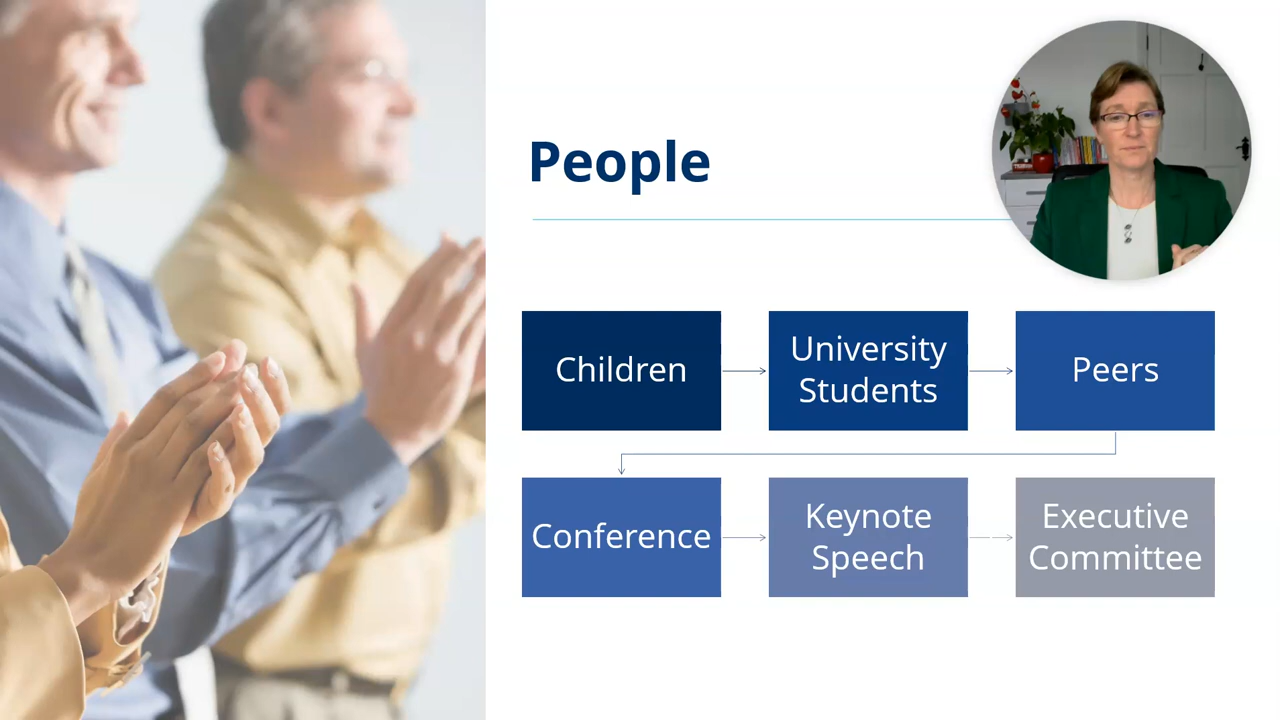 People
Children
University
Students
Peers
Conference
Keynote
Speech
Executive
Committee